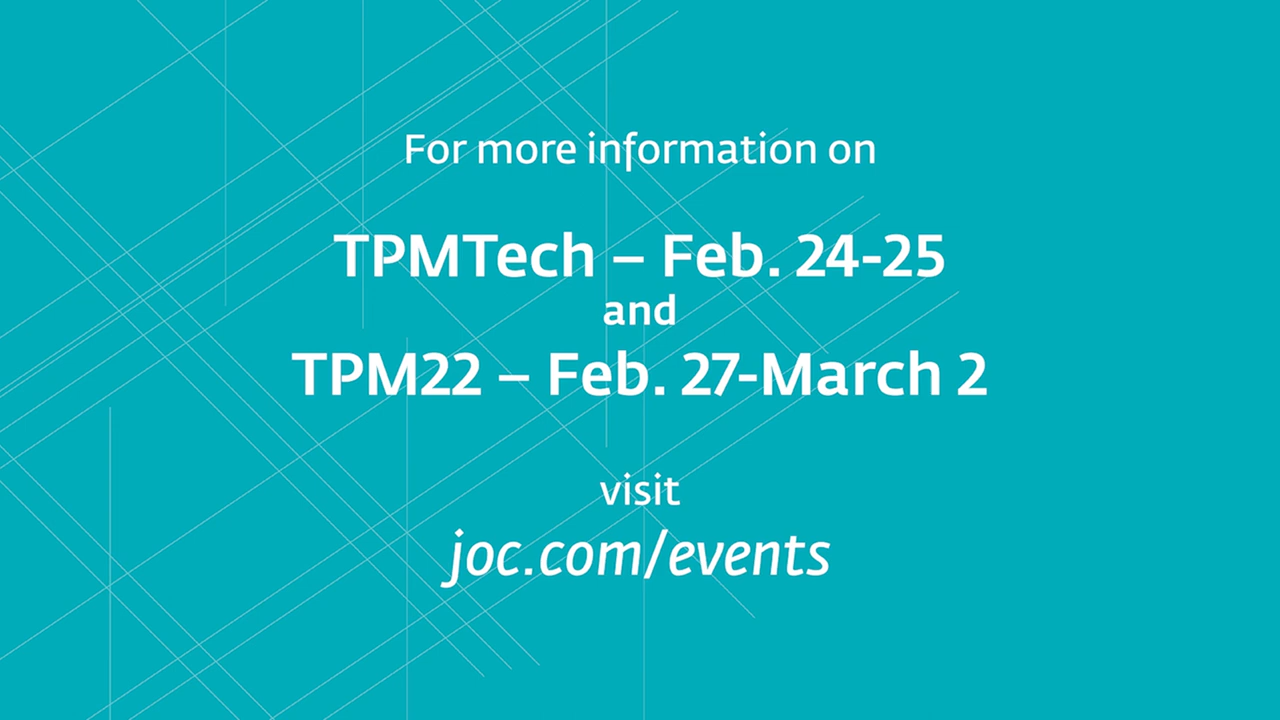 For more information on
TPMTech – Feb. 24-25
and
TPM22 – Feb. 27-March 2
visit
joc.com/events